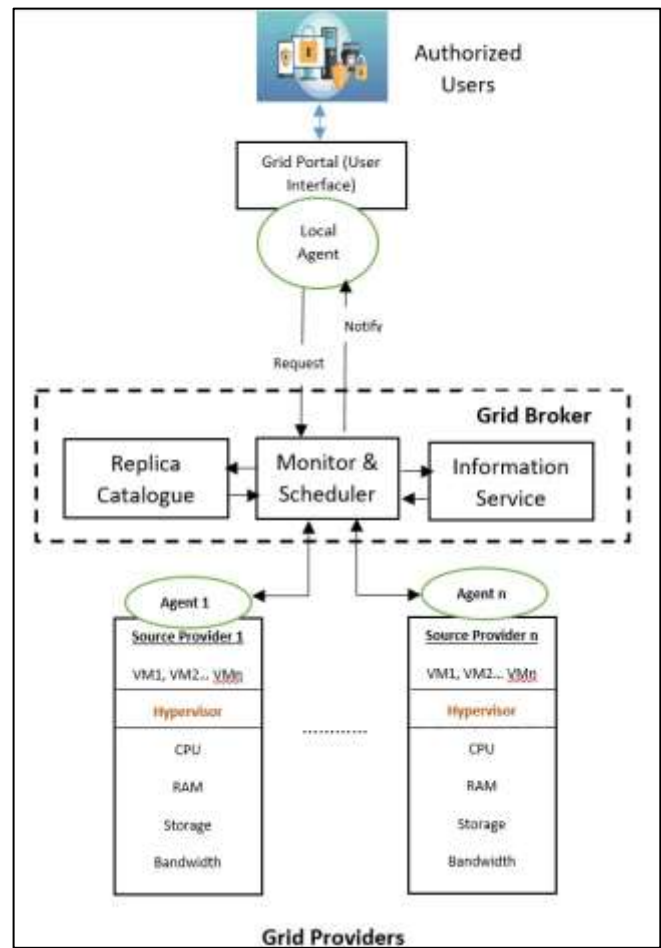 Authorized
Users
Grid Portal (User
Interface)
Local
Agent
Notify
Request
Grid Broker
Replica
Catalogue
Monitor &
Scheduler
Information
Service
Agent 1
Source Provider 1
VM1, VM2... VMn
Hypervisor
CPU
RAM
Storage
Bandwidth
..............
Agent n
Source Provider n
VM1, VM2... VMn
Hypervisor
CPU
RAM
Storage
Bandwidth
Grid Providers